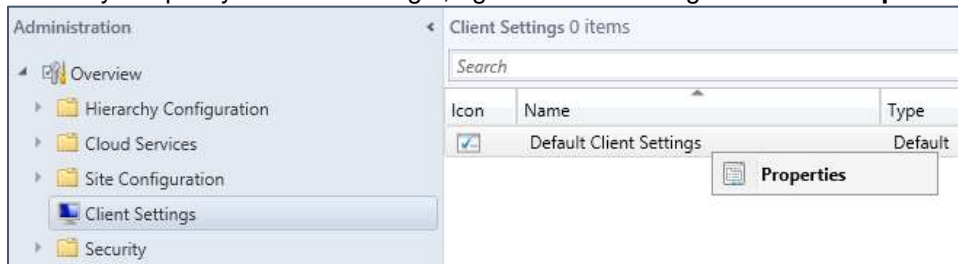 Administration
Client Settings 0 items
Overview
Search
Hierarchy Configuration
Icon Name Type
Cloud Services
Default Client Settings Default
Properties
Site Configuration
Client Settings
Security